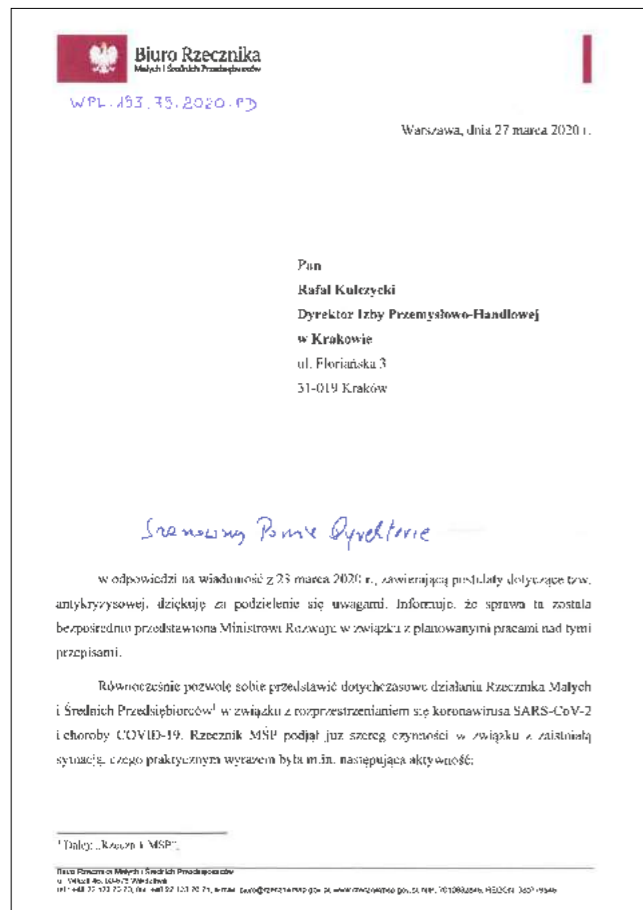 Biuro Rzecznika
Małych i Średnich Przedsiębiorców
WPL.193.75.2020.PD
Warszawa, dnia 27 marca 2020 r.
Pan
Rafał Kulczycki
Dyrektor Izby Przemysłowo-Handlowej
w Krakowie
ul. Floriańska 3
31-019 Kraków
Szanowny Panie Dyrektorze
w odpowiedzi na wiadomość z 23 marca 2020 r., zawierającą postulaty dotyczące tzw.
antykryzysowej, dziękuję za podzielenie się uwagami. Informuję, że sprawa ta została
bezpośrednio przedstawiona Ministrowi Rozwoju w związku z planowanymi pracami nad tymi
przepisami.
Równocześnie pozwolę sobie przedstawić dotychczasowe działania Rzecznika Małych
i Średnich Przedsiębiorców¹ w związku z rozprzestrzenianiem się koronawirusa SARS-CoV-2
i choroby COVID-19. Rzecznik MŚP podjął już szereg czynności w związku z zaistniałą
sytuacją, czego praktycznym wyrazem była m.in. następująca aktywność:
¹ Dalej: „Rzecznik MŚP”.
Biuro Rzecznika Małych i Średnich Przedsiębiorców